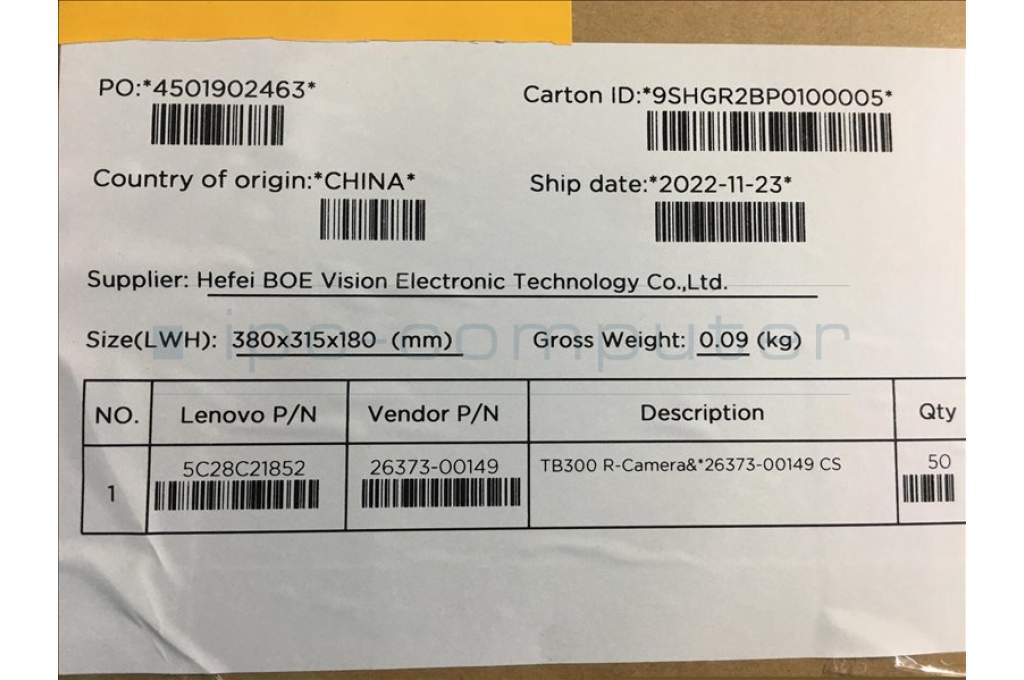 PO:*4501902463*
Carton ID:*9SHGR2BP0100005*
Country of origin:*CHINA*
Ship date:*2022-11-23*
Supplier: Hefei BOE Vision Electronic Technology Co.,Ltd.
Size(LWH): 380x315x180 (mm) Gross Weight: 0.09 (kg)
ipc-computer
NO. Lenovo P/N Vendor P/N Description Qty
1 5C28C21852 26373-00149 TB300 R-Camera&*26373-00149 CS 50